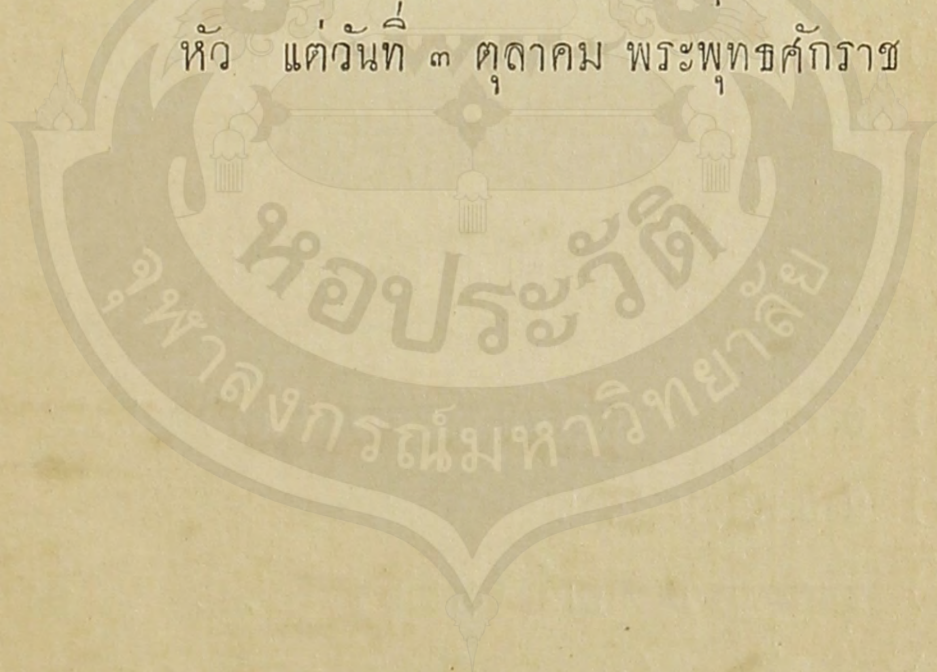 หัว แต่วันที่ ๓ ตุลาคม พระพุทธศักราช
หอประวัติ
จุฬาลงกรณ์มหาวิทยาลัย